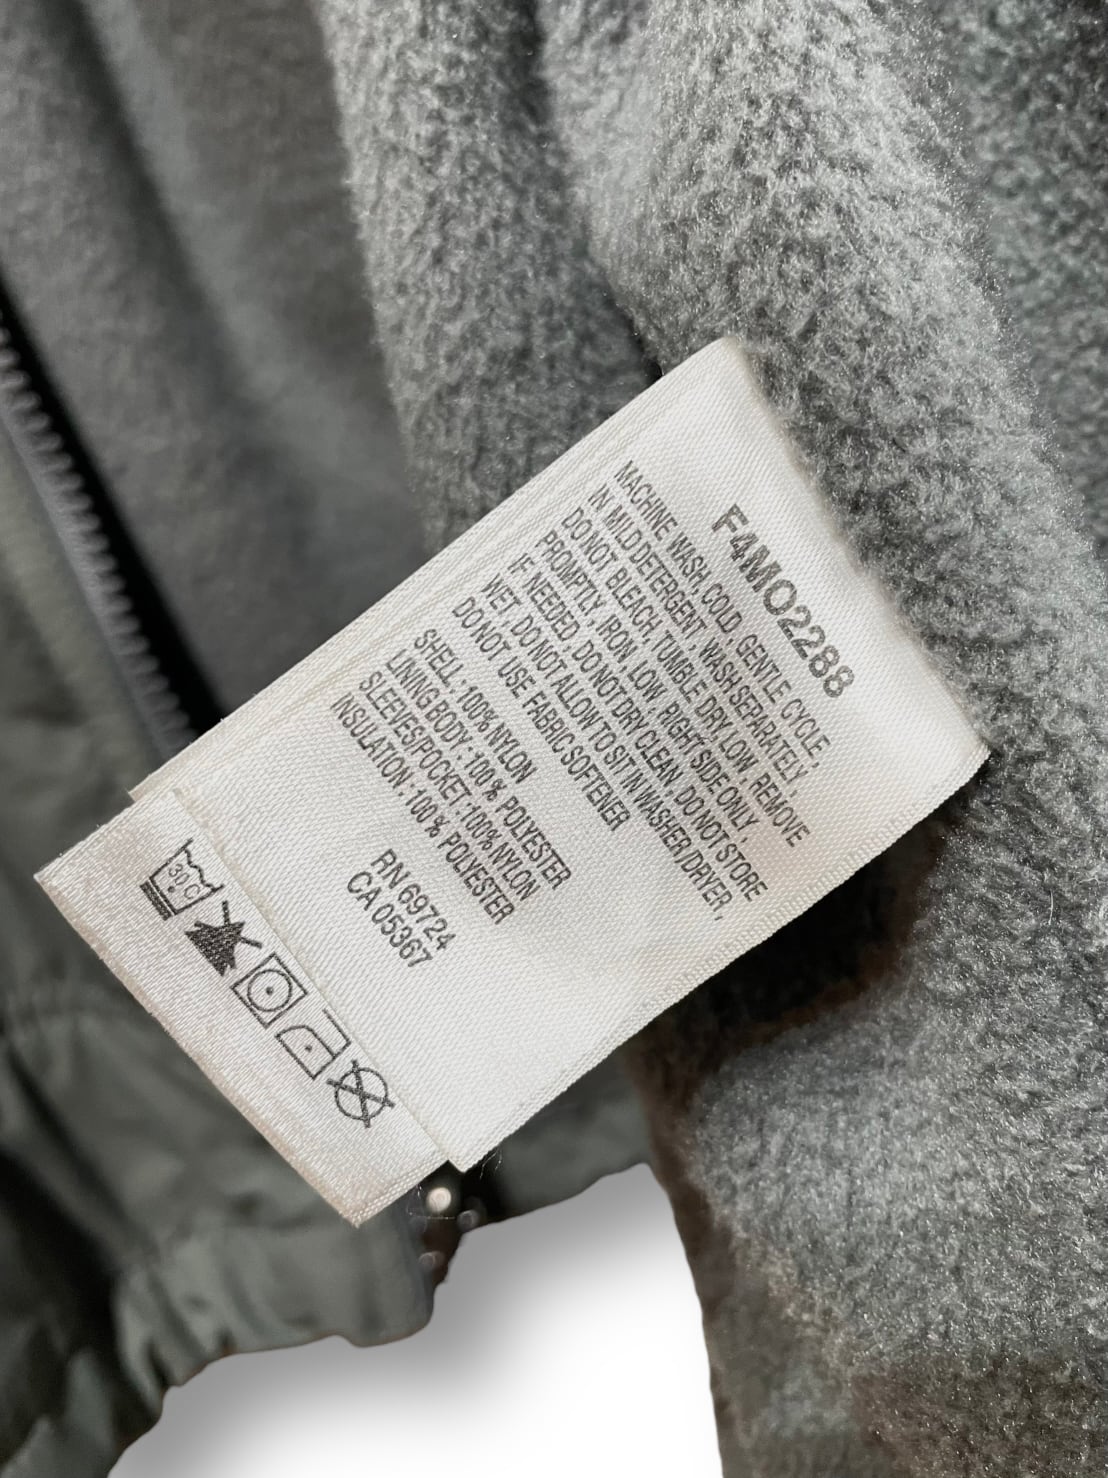 F4MO2288
MACHINE WASH, COLD, GENTLE CYCLE,
IN MILD DETERGENT, WASH SEPARATELY,
DO NOT BLEACH, TUMBLE DRY LOW, REMOVE
PROMPTLY, IRON LOW, RIGHT SIDE ONLY,
IF NEEDED, DO NOT DRY CLEAN, DO NOT STORE
WET, DO NOT ALLOW TO SIT IN WASHER/DRYER,
DO NOT USE FABRIC SOFTENER
SHELL : 100% NYLON
LINING BODY : 100 % POLYESTER
SLEEVES/POCKET : 100% NYLON
INSULATION : 100 % POLYESTER
RN 69724
CA 05367
30 C